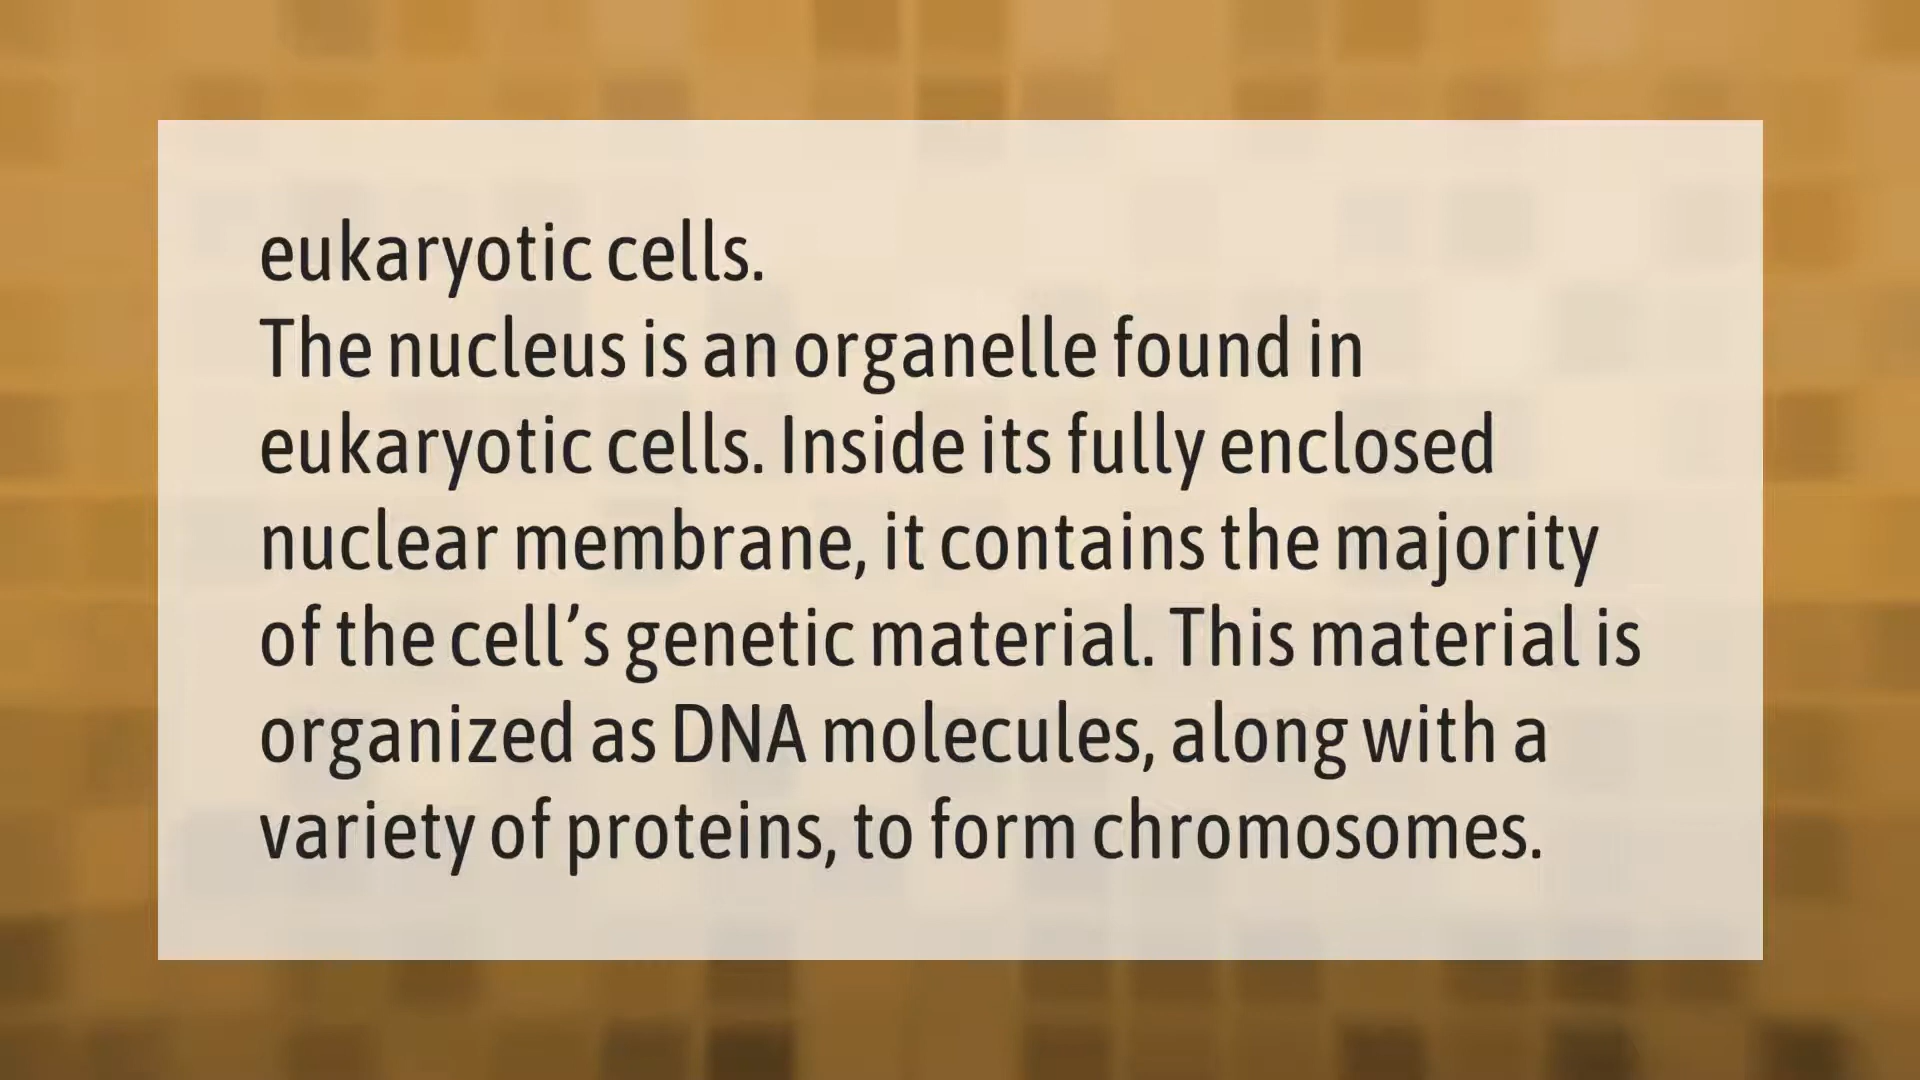 eukaryotic cells.
The nucleus is an organelle found in
eukaryotic cells. Inside its fully enclosed
nuclear membrane, it contains the majority
of the cell’s genetic material. This material is
organized as DNA molecules, along with a
variety of proteins, to form chromosomes.